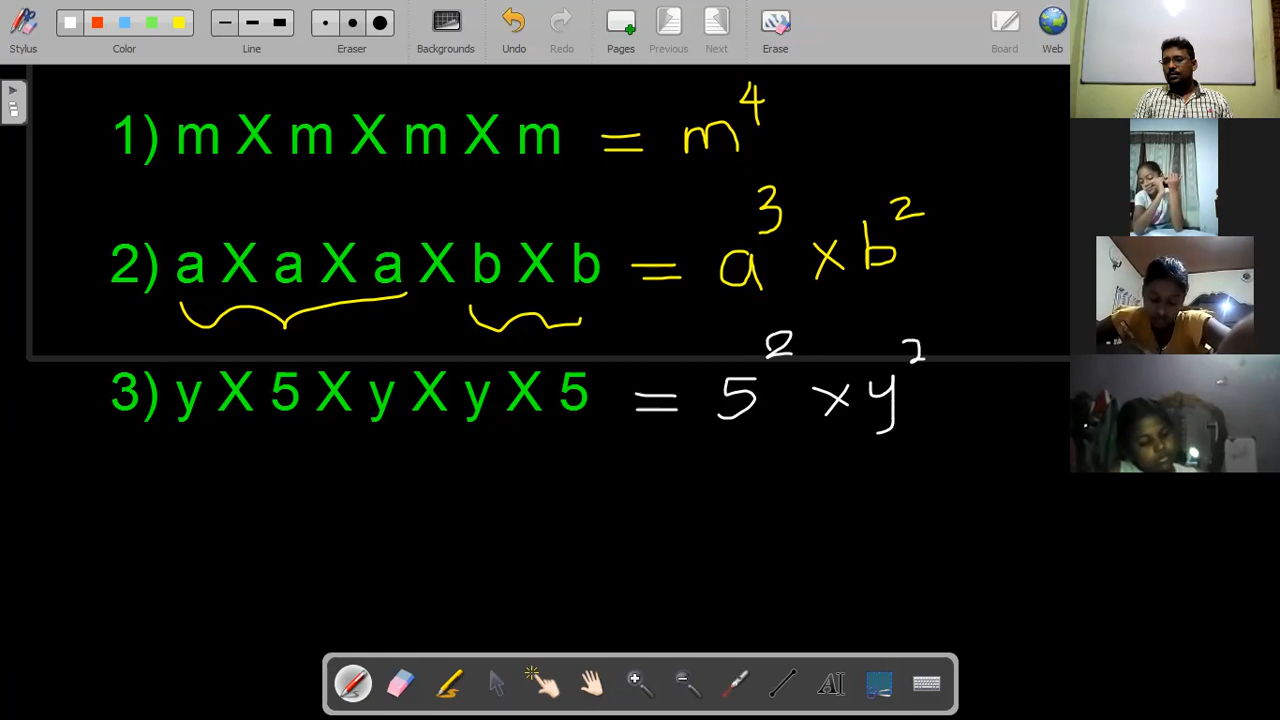 Stylus Color Line Eraser Backgrounds Undo Redo Pages Previous Next Erase Board Web
1) m X m X m X m = m⁴
2) a X a X a X b X b = a³ x b²
3) y X 5 X y X y X 5 = 5² x y²